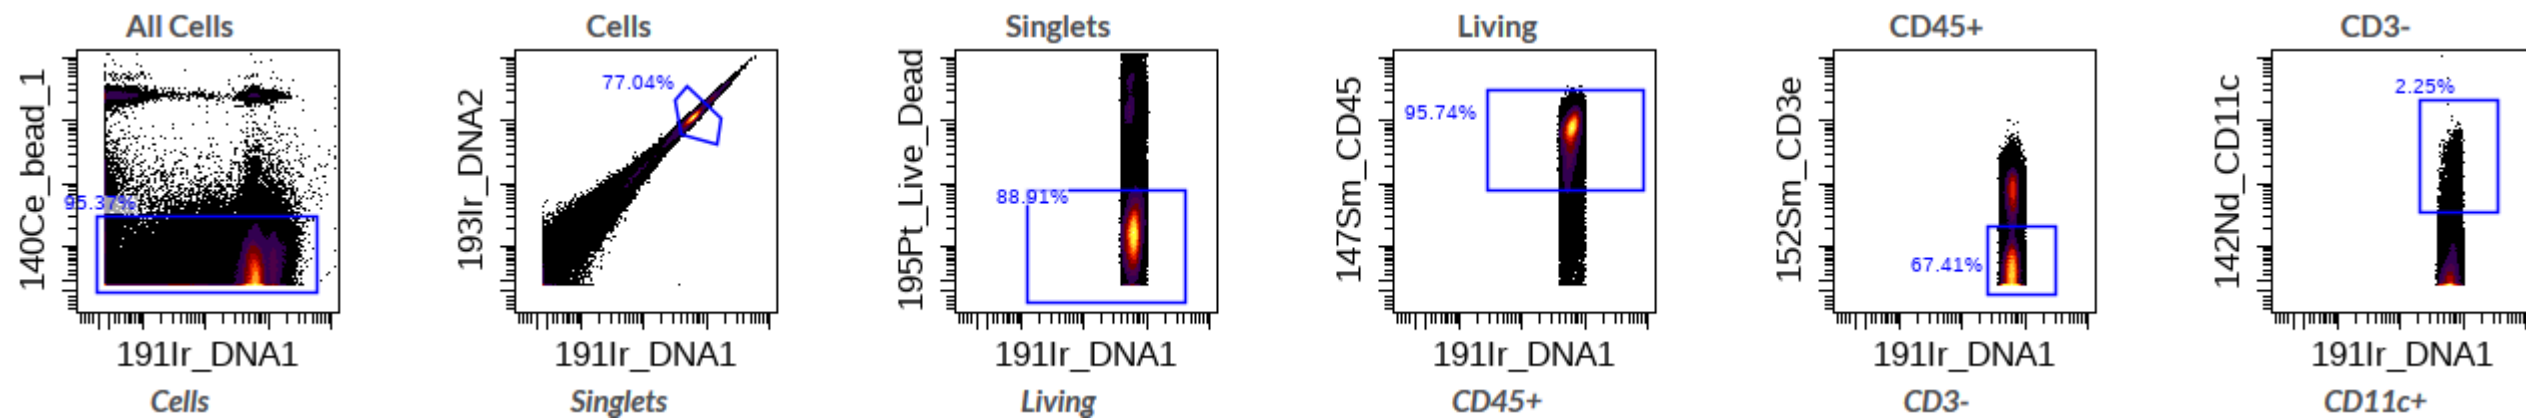 All Cells
140Ce_bead_1
95.37%
191Ir_DNA1
Cells
Cells
193Ir_DNA2
77.04%
191Ir_DNA1
Singlets
Singlets
195Pt_Live_Dead
88.91%
191Ir_DNA1
Living
Living
147Sm_CD45
95.74%
191Ir_DNA1
CD45+
CD45+
152Sm_CD3e
67.41%
191Ir_DNA1
CD3-
CD3-
142Nd_CD11c
2.25%
191Ir_DNA1
CD11c+